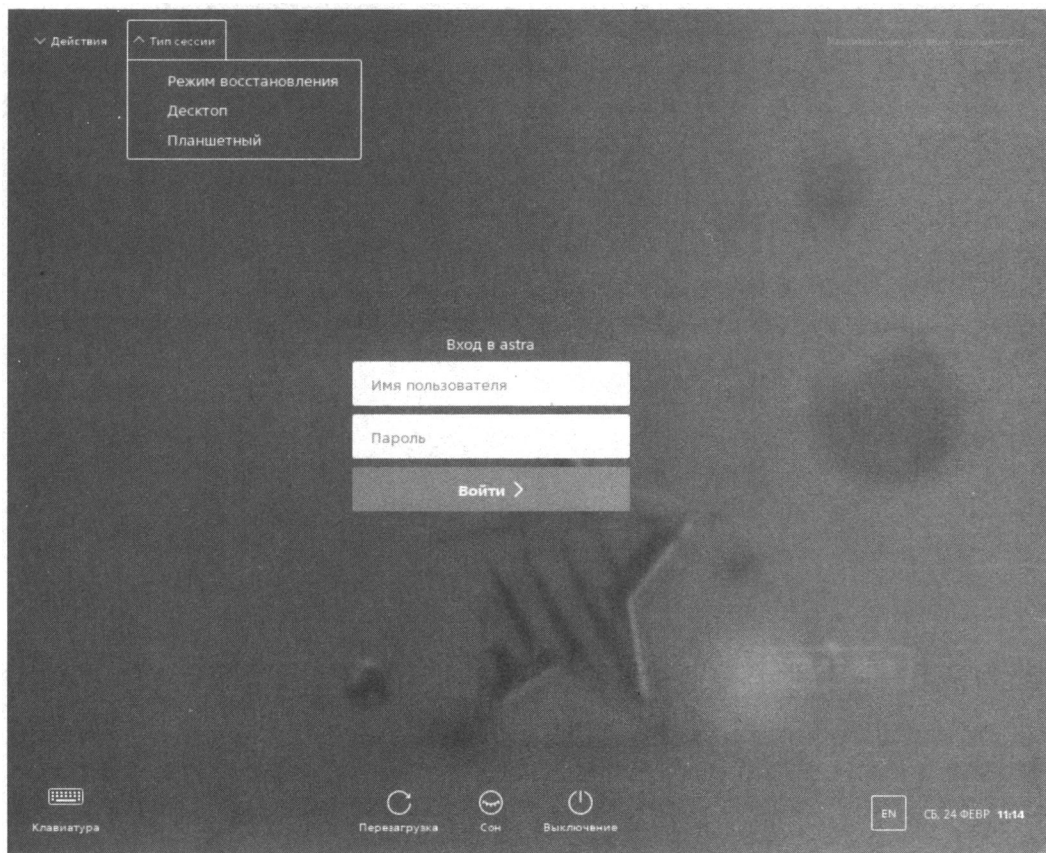 Действия
Тип сессии
Режим восстановления
Десктоп
Планшетный
Вход в astra
Имя пользователя
Пароль
Войти
Клавиатура
Перезагрузка
Сон
Выключение
EN
СБ, 24 ФЕВР 11:14